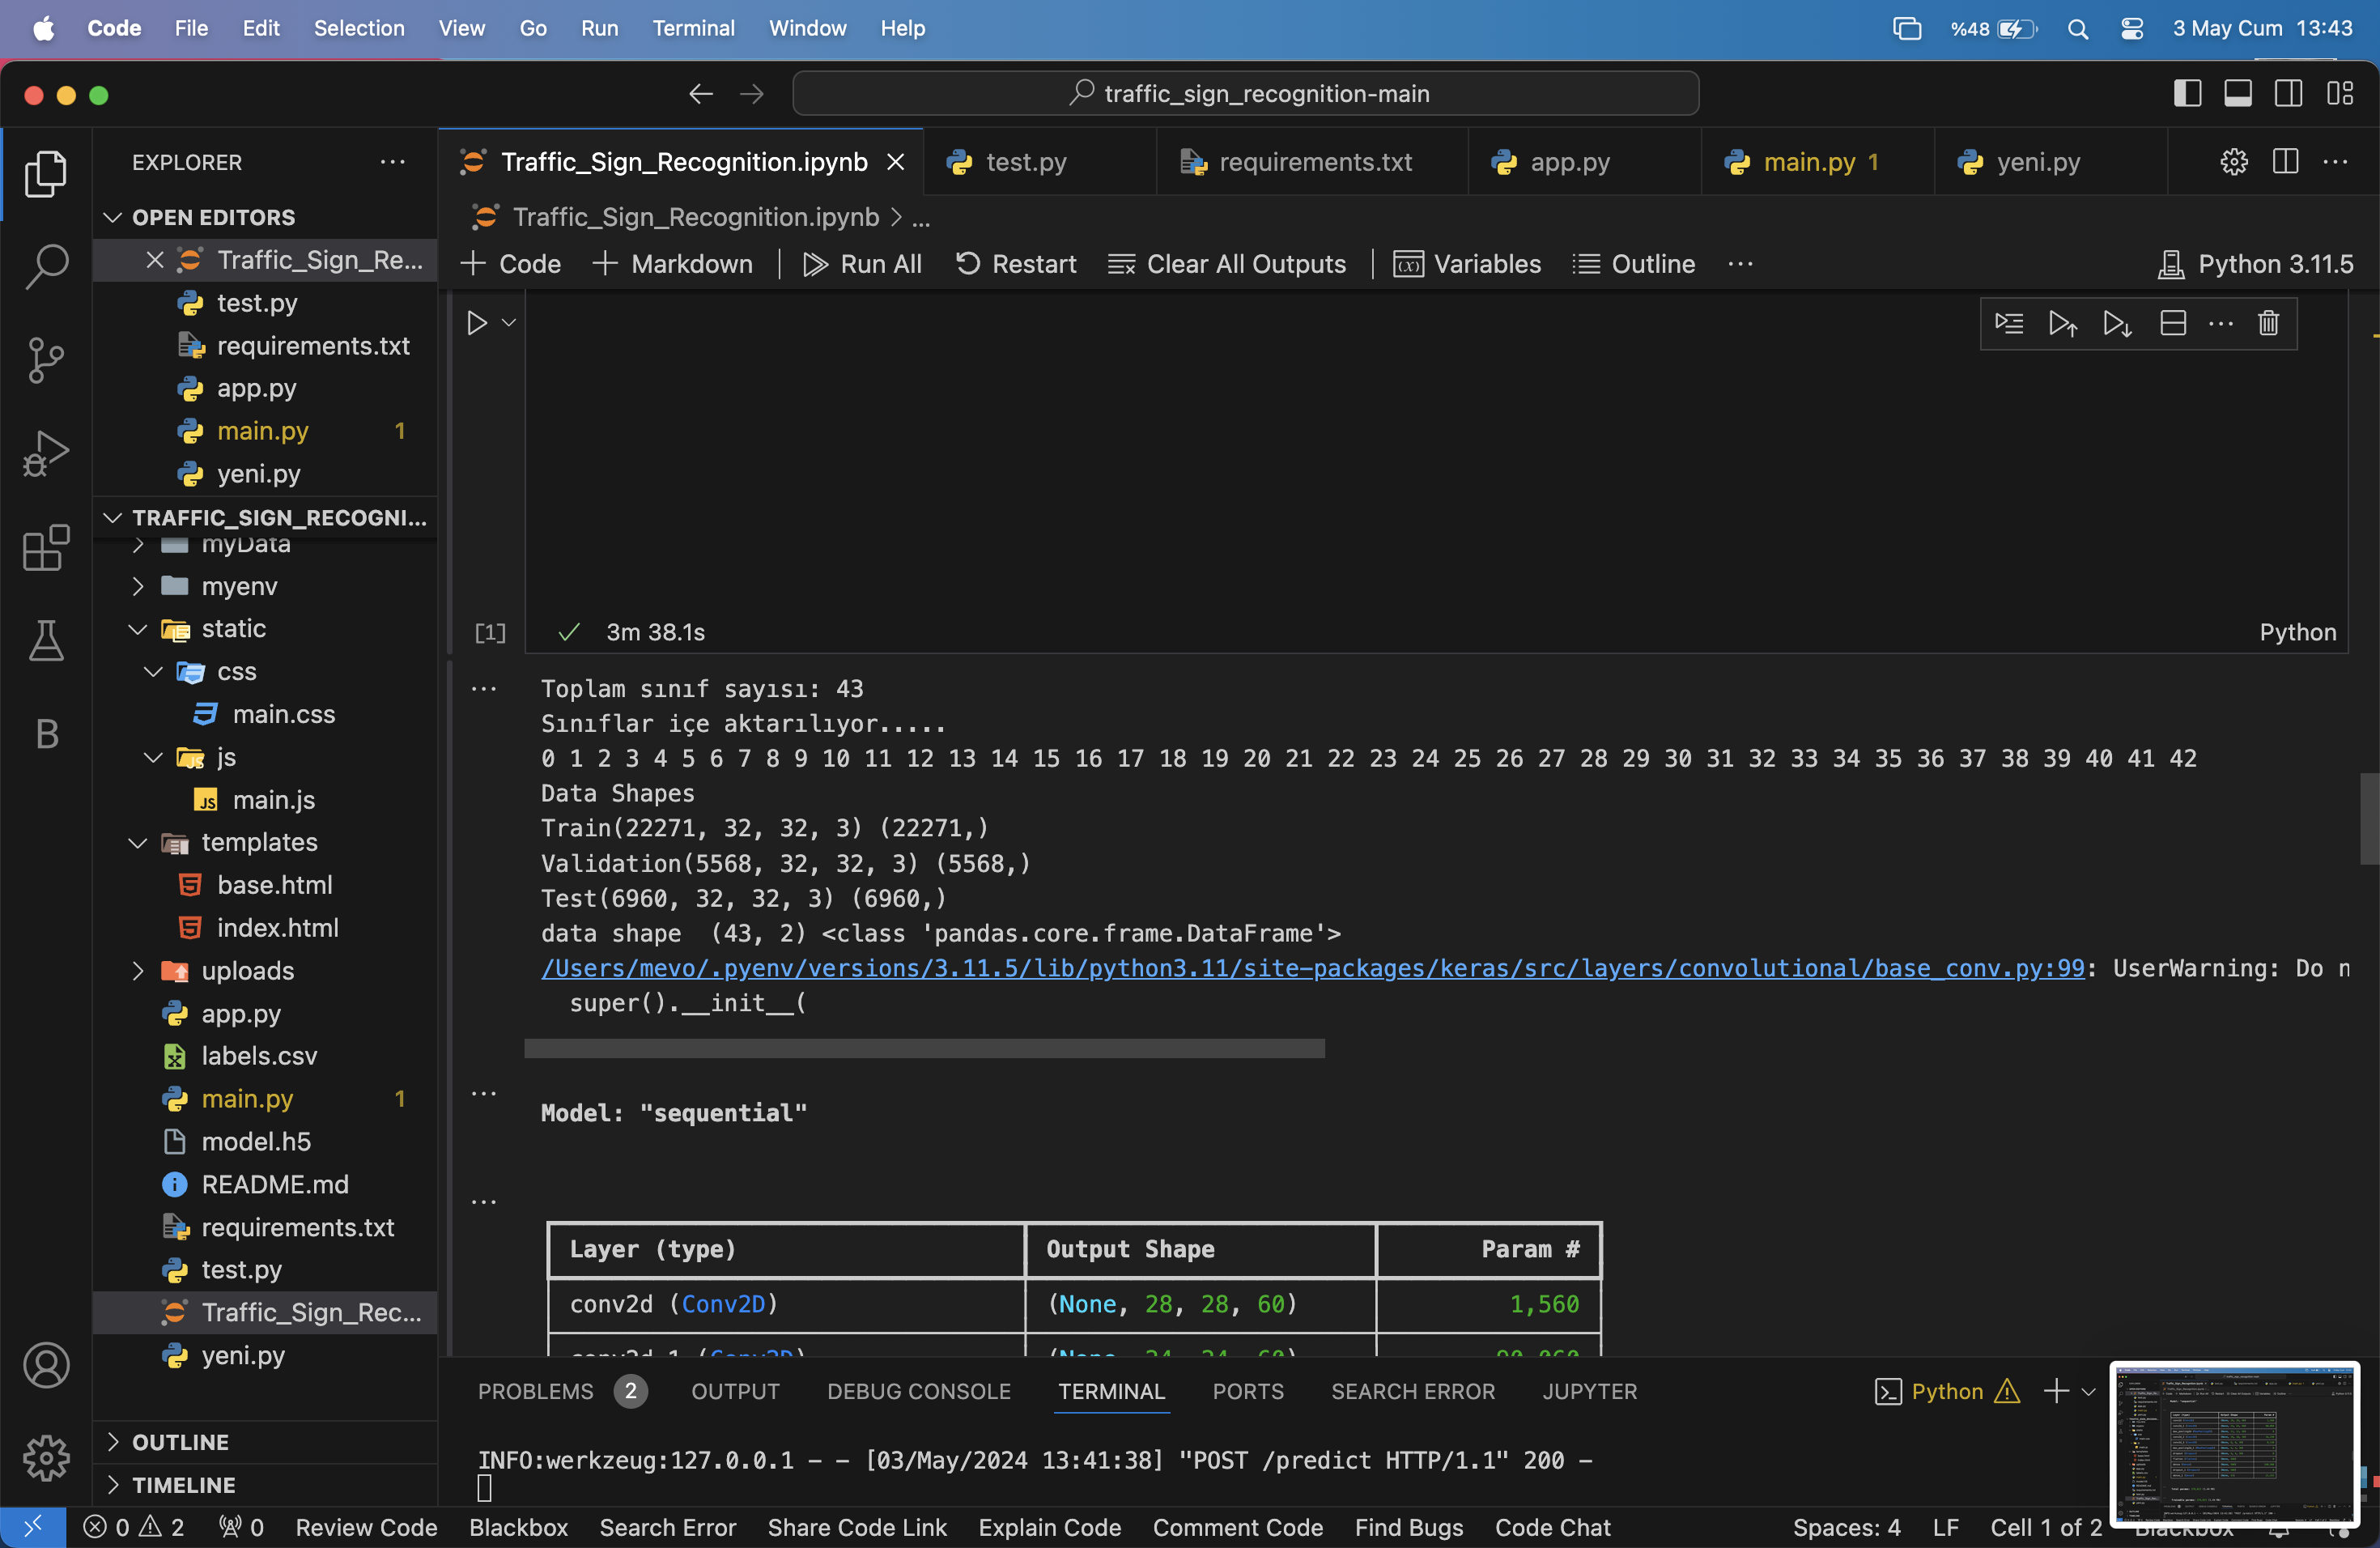 Code File Edit Selection View Go Run Terminal Window Help %48 3 May Cum 13:43
traffic_sign_recognition-main
EXPLORER
Traffic_Sign_Recognition.ipynb test.py requirements.txt app.py main.py 1 yeni.py
Traffic_Sign_Recognition.ipynb > ...
Code Markdown Run All Restart Clear All Outputs Variables Outline ... Python 3.11.5
OPEN EDITORS
Traffic_Sign_Re...
test.py
requirements.txt
app.py
main.py 1
yeni.py
TRAFFIC_SIGN_RECOGNI...
myData
myenv
static
css
main.css
js
main.js
templates
base.html
index.html
uploads
app.py
labels.csv
main.py 1
model.h5
README.md
requirements.txt
test.py
Traffic_Sign_Rec...
yeni.py
OUTLINE
TIMELINE
B
[1] 3m 38.1s Python
Toplam sınıf sayısı: 43
Sınıflar içe aktarılıyor.....
0 1 2 3 4 5 6 7 8 9 10 11 12 13 14 15 16 17 18 19 20 21 22 23 24 25 26 27 28 29 30 31 32 33 34 35 36 37 38 39 40 41 42
Data Shapes
Train(22271, 32, 32, 3) (22271,)
Validation(5568, 32, 32, 3) (5568,)
Test(6960, 32, 32, 3) (6960,)
data shape (43, 2) <class 'pandas.core.frame.DataFrame'>
/Users/mevo/.pyenv/versions/3.11.5/lib/python3.11/site-packages/keras/src/layers/convolutional/base_conv.py:99: UserWarning: Do n
super().__init__(
Model: "sequential"
Layer (type) Output Shape Param #
conv2d (Conv2D) (None, 28, 28, 60) 1,560
conv2d_1 (Conv2D) (None, 24, 24, 60) 90,060
PROBLEMS 2 OUTPUT DEBUG CONSOLE TERMINAL PORTS SEARCH ERROR JUPYTER Python
INFO:werkzeug:127.0.0.1 - - [03/May/2024 13:41:38] "POST /predict HTTP/1.1" 200 -
0 2 0 Review Code Blackbox Search Error Share Code Link Explain Code Comment Code Find Bugs Code Chat Spaces: 4 LF Cell 1 of 2 Blackbox